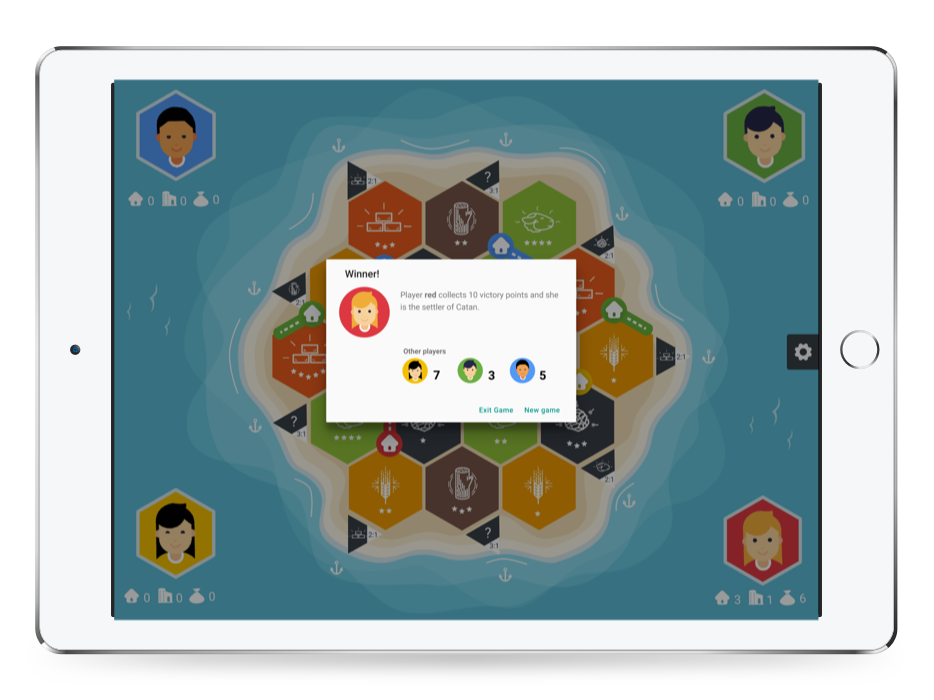 0 0 0
0 0 0
2:1
?
3:1
2:1
Winner!
Player red collects 10 victory points and she
is the settler of Catan.
2:1
2:1
Other players
7 3 5
Exit Game New game
?
3:1
2:1
2:1
?
3:1
0 0 0
3 1 6